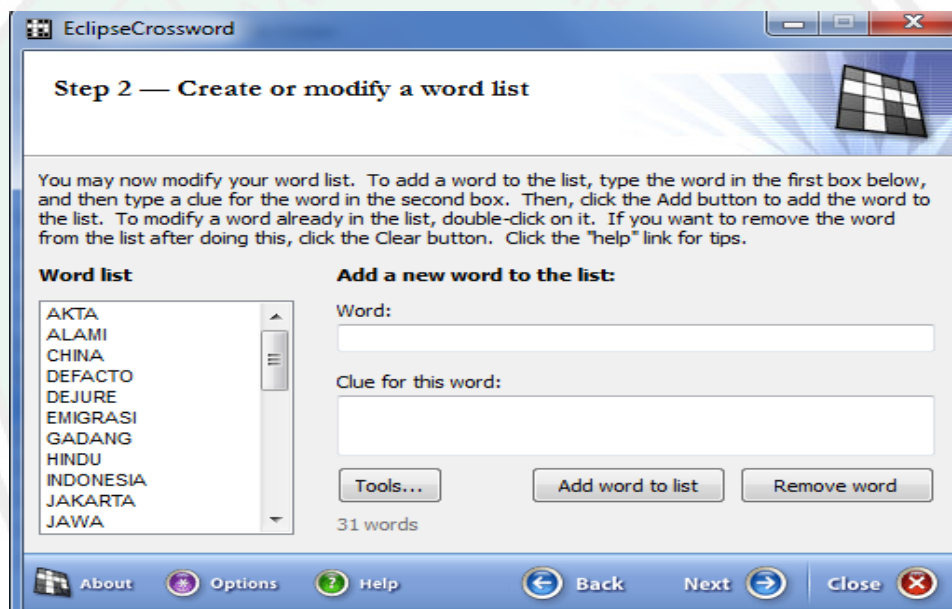 EclipseCrossword
Step 2 — Create or modify a word list
You may now modify your word list. To add a word to the list, type the word in the first box below,
and then type a clue for the word in the second box. Then, click the Add button to add the word to
the list. To modify a word already in the list, double-click on it. If you want to remove the word
from the list after doing this, click the Clear button. Click the "help" link for tips.
Word list
AKTA
ALAMI
CHINA
DEFACTO
DEJURE
EMIGRASI
GADANG
HINDU
INDONESIA
JAKARTA
JAWA
Add a new word to the list:
Word:
Clue for this word:
Tools...
Add word to list
Remove word
31 words
About
Options
Help
Back
Next
Close